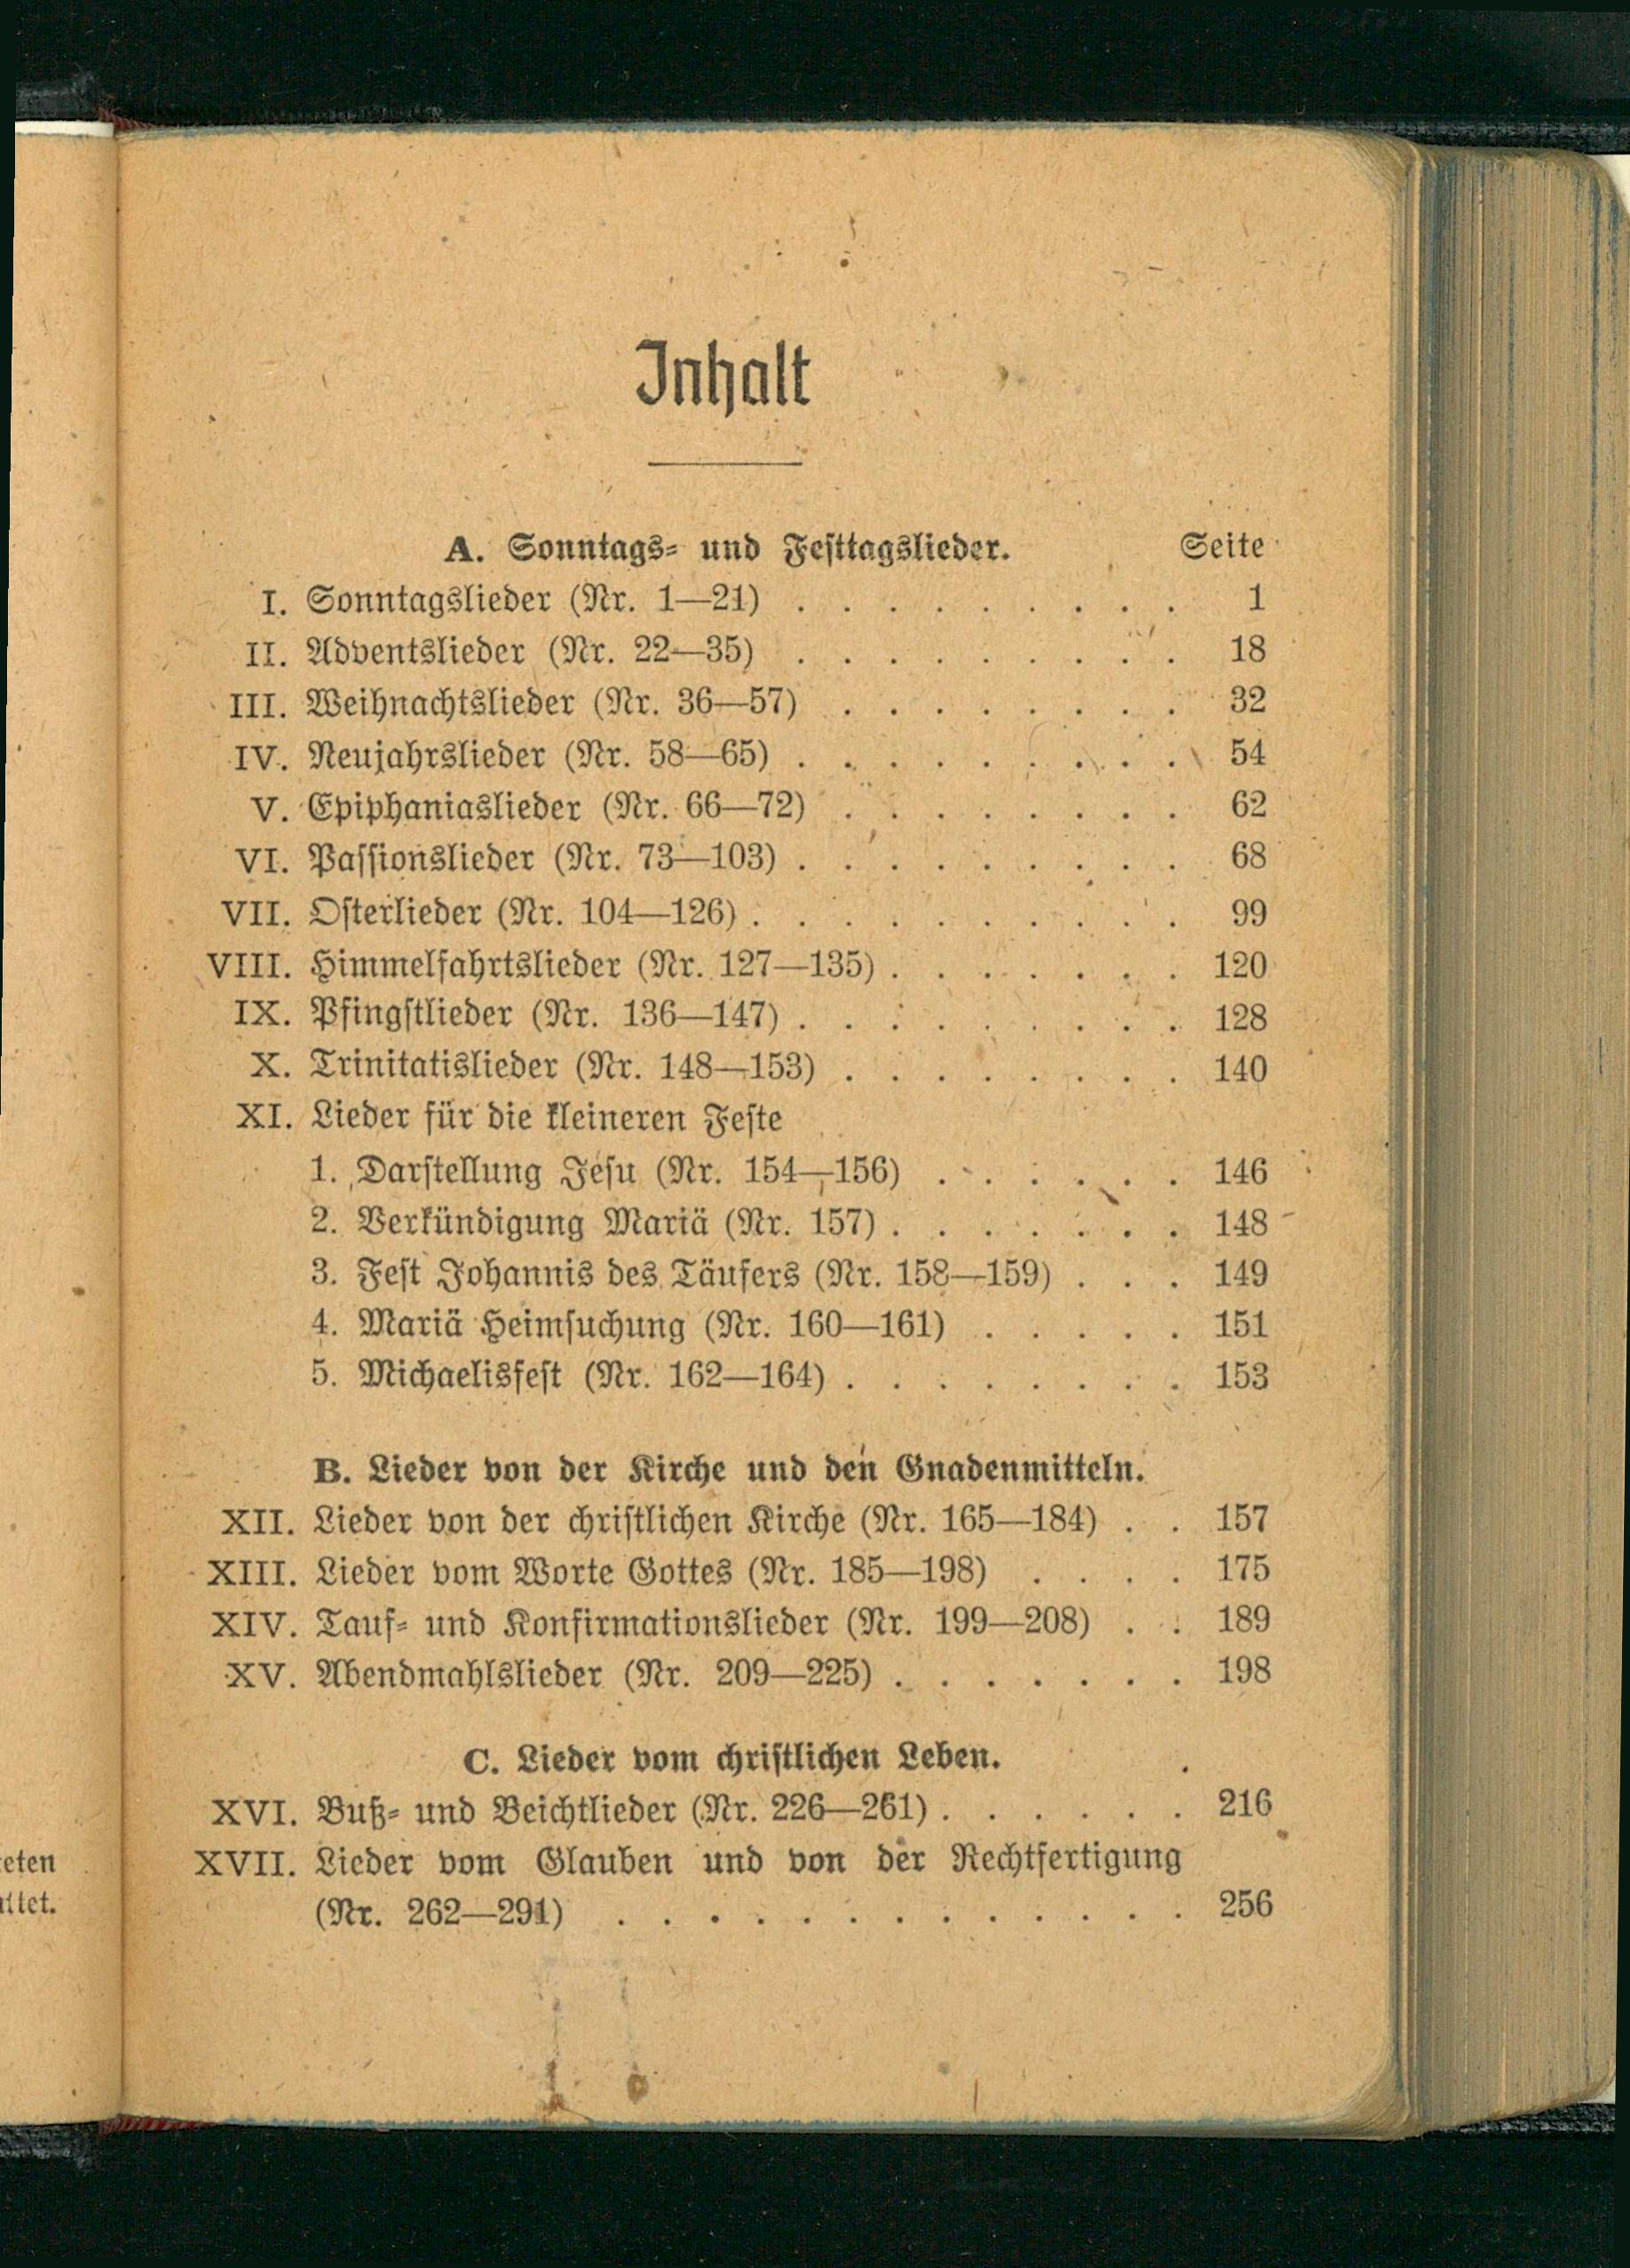 Inhalt
A. Sonntags- und Festtagslieder. Seite
I. Sonntagslieder (Nr. 1—21) . . . . . . . . . 1
II. Adventslieder (Nr. 22—35) . . . . . . . . . 18
III. Weihnachtslieder (Nr. 36—57) . . . . . . . . 32
IV. Neujahrslieder (Nr. 58—65) . . . . . . . . . 54
V. Epiphaniaslieder (Nr. 66—72) . . . . . . . . 62
VI. Passionslieder (Nr. 73—103) . . . . . . . . . 68
VII. Osterlieder (Nr. 104—126) . . . . . . . . . . 99
VIII. Himmelfahrtslieder (Nr. 127—135) . . . . . . . 120
IX. Pfingstlieder (Nr. 136—147) . . . . . . . . . 128
X. Trinitatislieder (Nr. 148—153) . . . . . . . . 140
XI. Lieder für die kleineren Feste
1. Darstellung Jesu (Nr. 154—156) . . . . . . 146
2. Verkündigung Mariä (Nr. 157) . . . . . . . 148
3. Fest Johannis des Täufers (Nr. 158—159) . . . 149
4. Mariä Heimsuchung (Nr. 160—161) . . . . . 151
5. Michaelisfest (Nr. 162—164) . . . . . . . . 153
B. Lieder von der Kirche und den Gnadenmitteln.
XII. Lieder von der christlichen Kirche (Nr. 165—184) . . 157
XIII. Lieder vom Worte Gottes (Nr. 185—198) . . . . 175
XIV. Tauf- und Konfirmationslieder (Nr. 199—208) . . 189
XV. Abendmahlslieder (Nr. 209—225) . . . . . . . 198
C. Lieder vom christlichen Leben.
XVI. Buß- und Beichtlieder (Nr. 226—261) . . . . . . 216
XVII. Lieder vom Glauben und von der Rechtfertigung
(Nr. 262—291) . . . . . . . . . . . . . 256